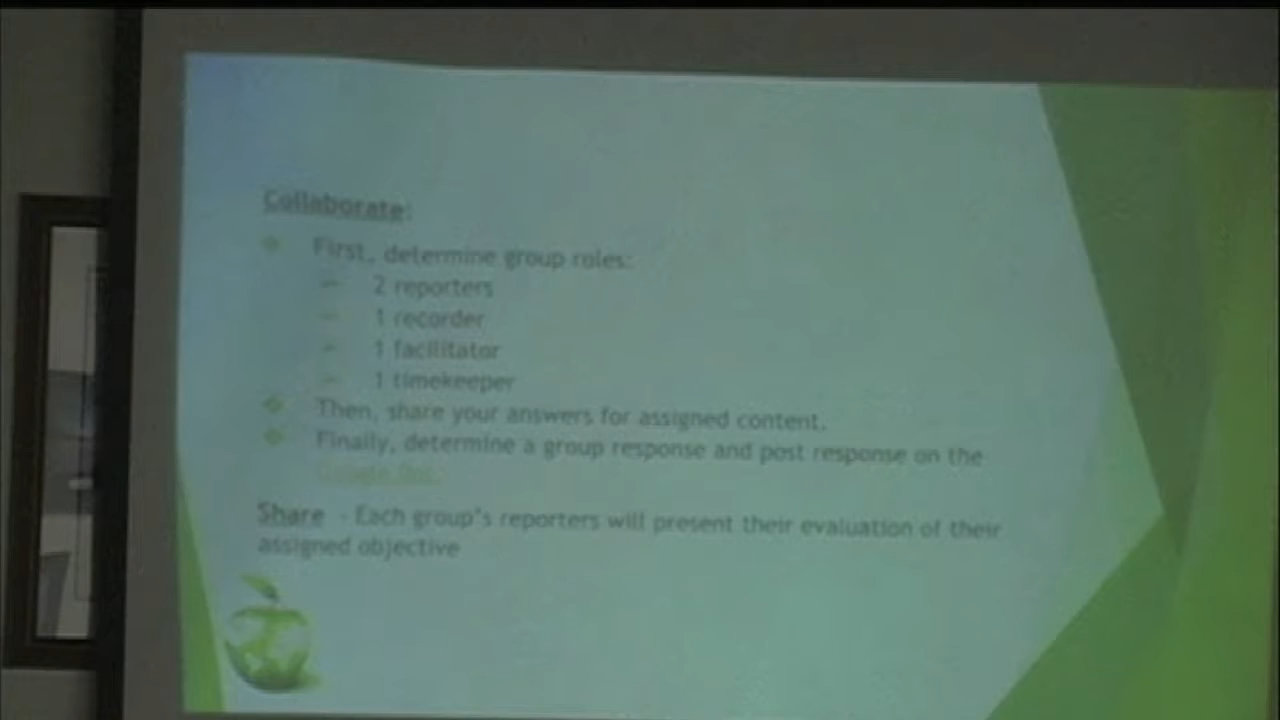 Collaborate:
First, determine group roles:
2 reporters
1 recorder
1 facilitator
1 timekeeper
Then, share your answers for assigned content.
Finally, determine a group response and post response on the
Share - Each group's reporters will present their evaluation of their
assigned objective